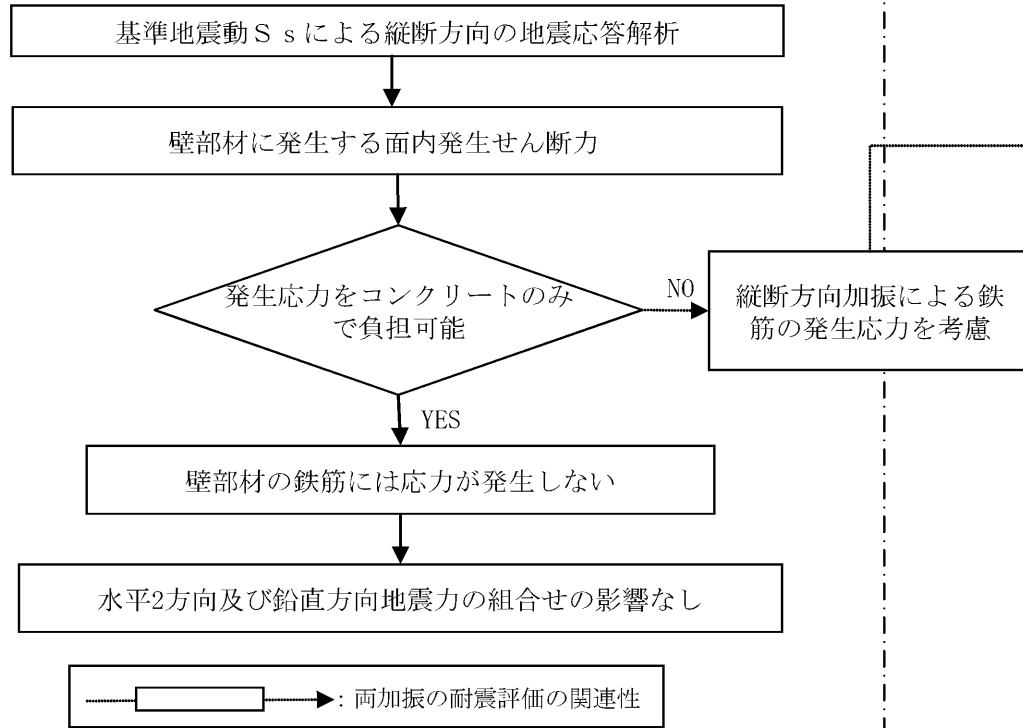 基準地震動Ｓｓによる縦断方向の地震応答解析
壁部材に発生する面内発生せん断力
発生応力をコンクリートのみ
で負担可能
NO
縦断方向加振による鉄
筋の発生応力を考慮
YES
壁部材の鉄筋には応力が発生しない
水平2方向及び鉛直方向地震力の組合せの影響なし
：両加振の耐震評価の関連性